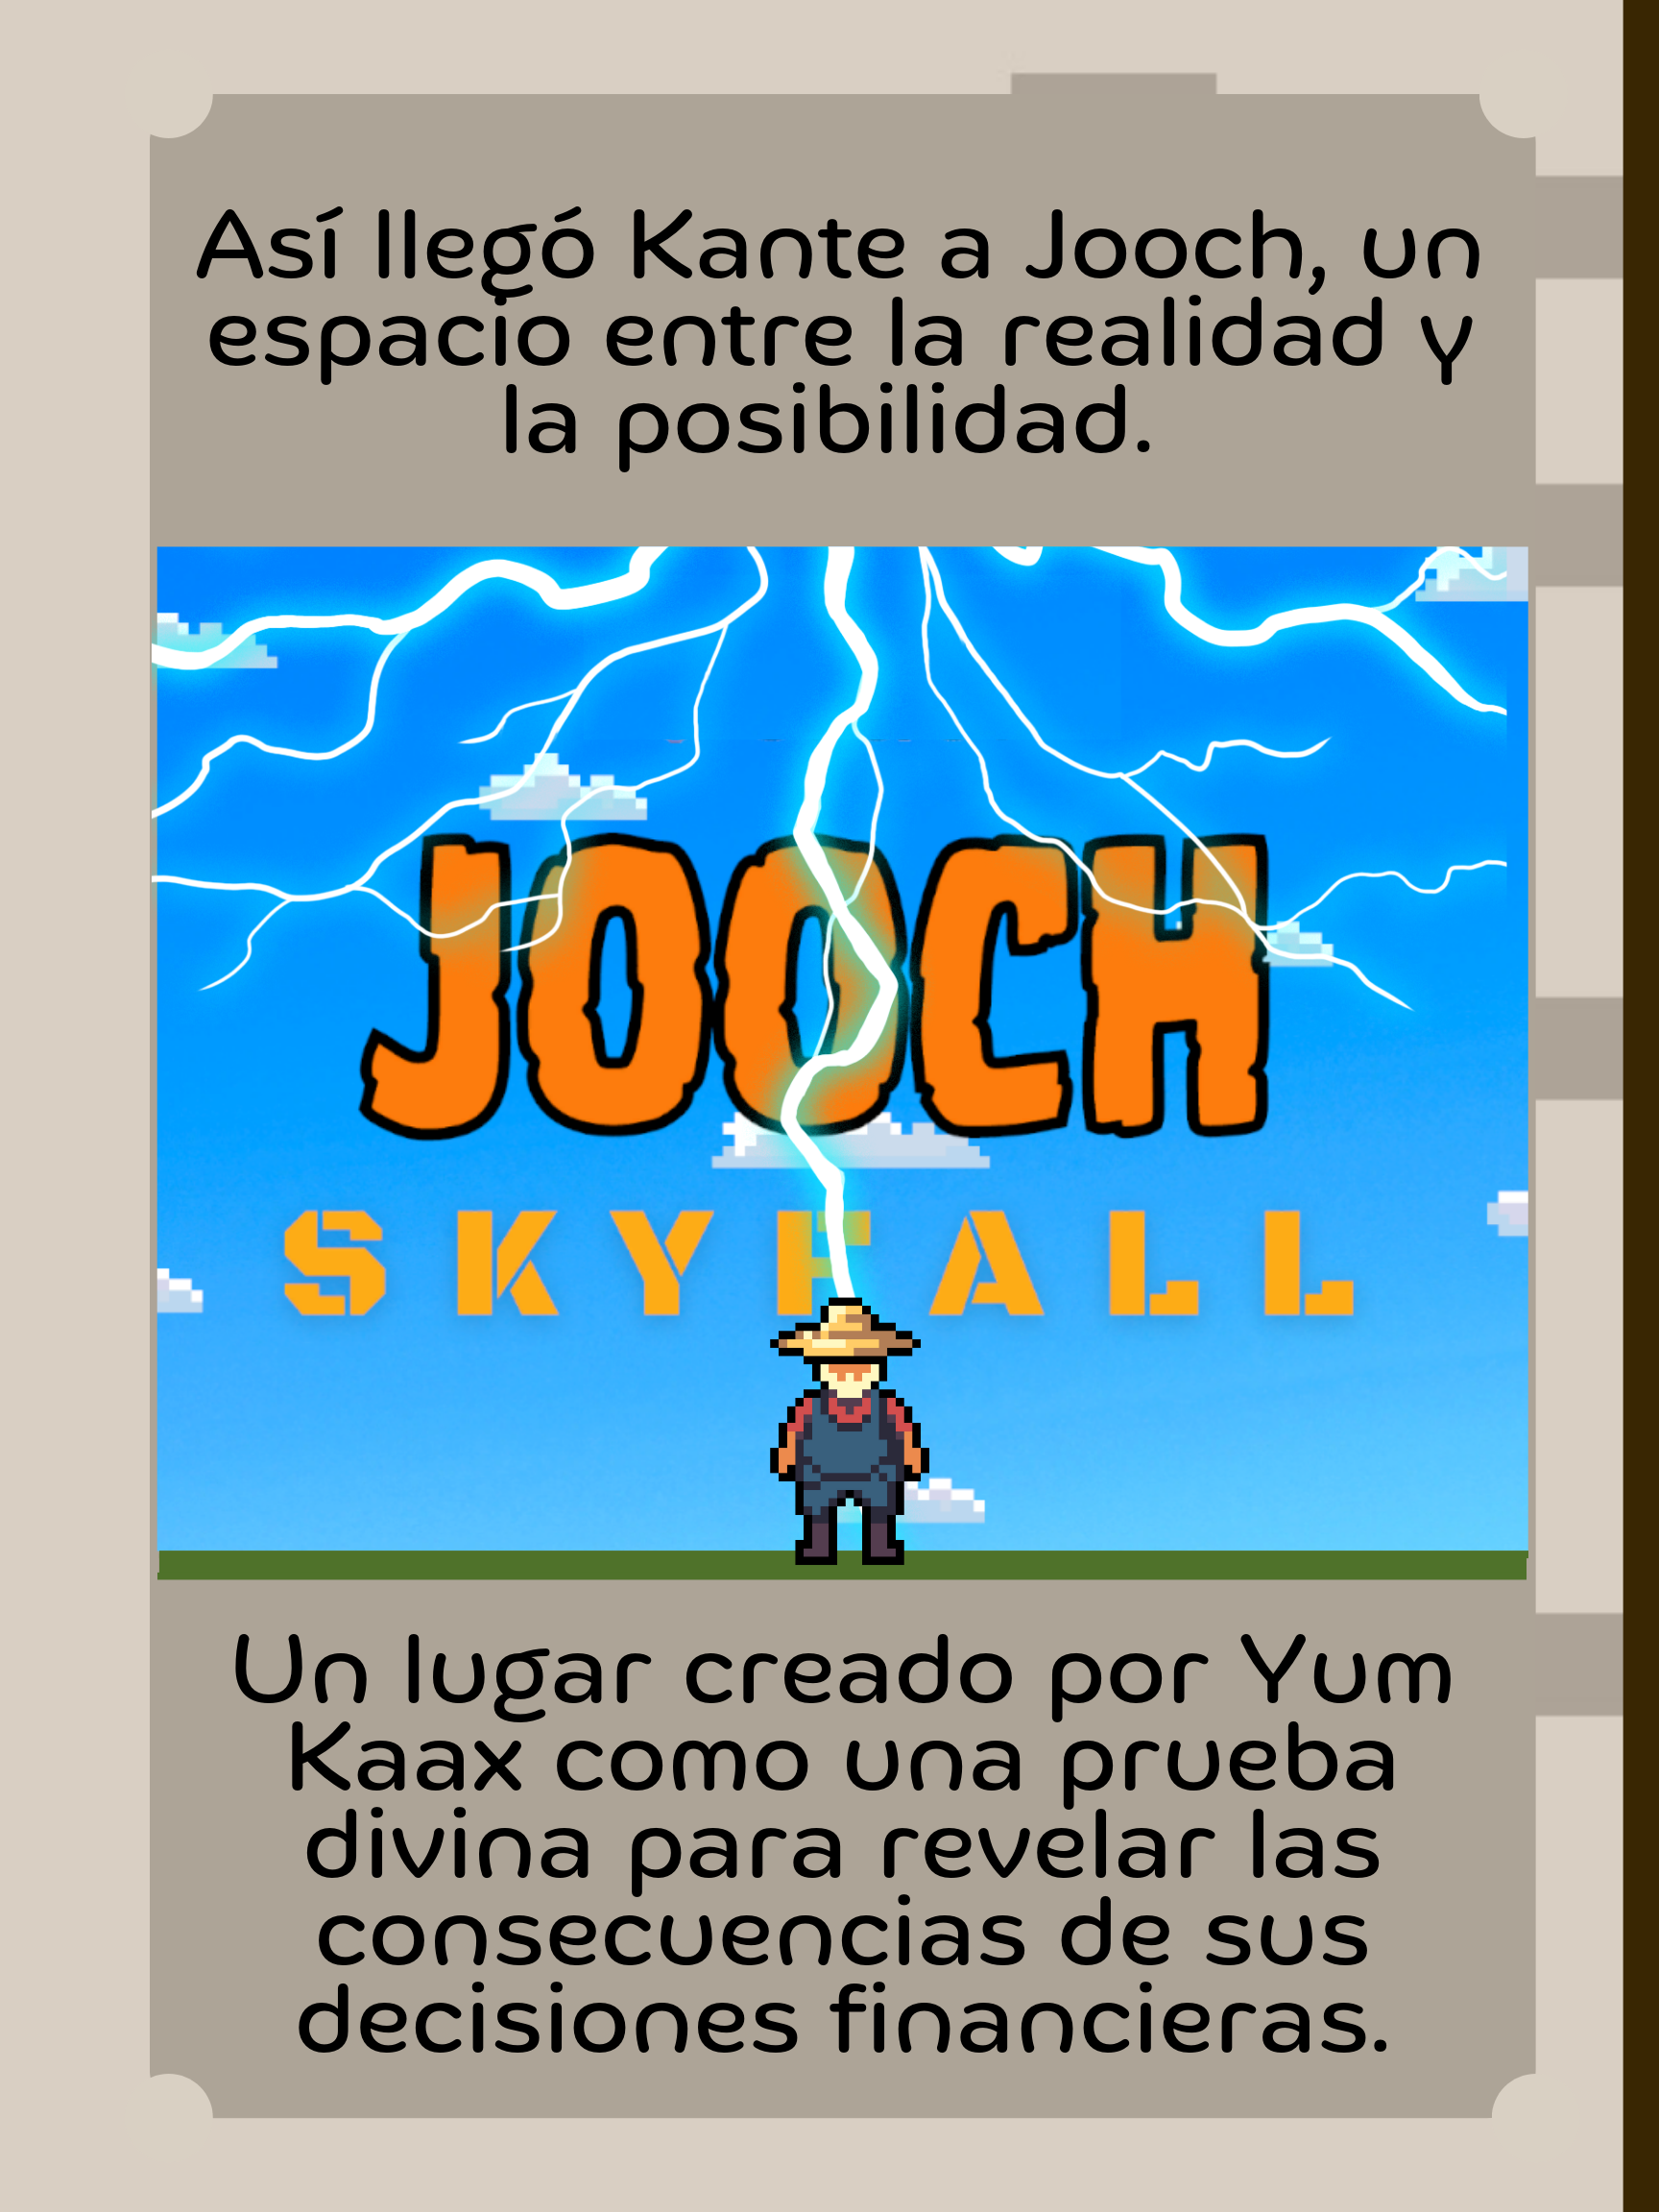 Así llegó Kante a Jooch, un
espacio entre la realidad y
la posibilidad.
JOOCH
SKYFALL
Un lugar creado por Yum
Kaax como una prueba
divina para revelar las
consecuencias de sus
decisiones financieras.